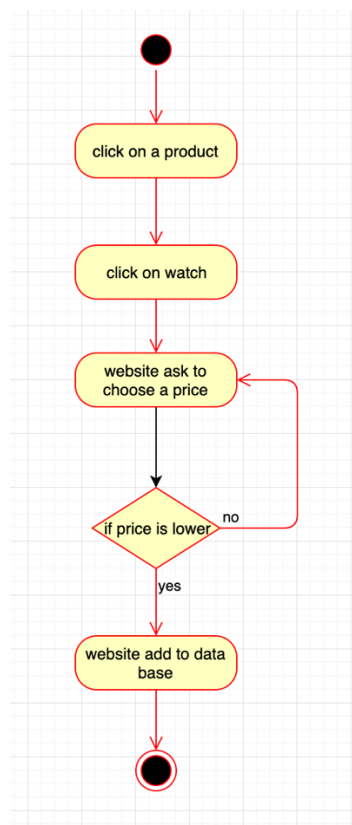 click on a product
click on watch
website ask to
choose a price
if price is lower
no
yes
website add to data
base